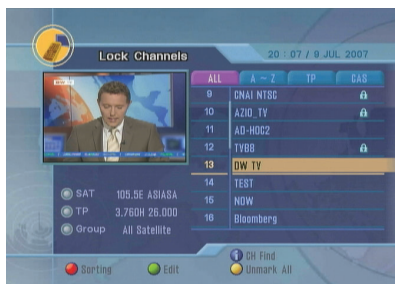 Lock Channels
20 : 07 / 9 JUL 2007
ALL A ~ Z TP CAS
9 CNAI NTSC
10 AZIO_TV
11 AD-HOC2
12 TVBS
13 DW TV
14 TEST
15 NOW
16 Bloomberg
SAT 105.5E ASIASA
TP 3.760H 26.000
Group All Satellite
Sorting Edit
CH Find
Unmark All